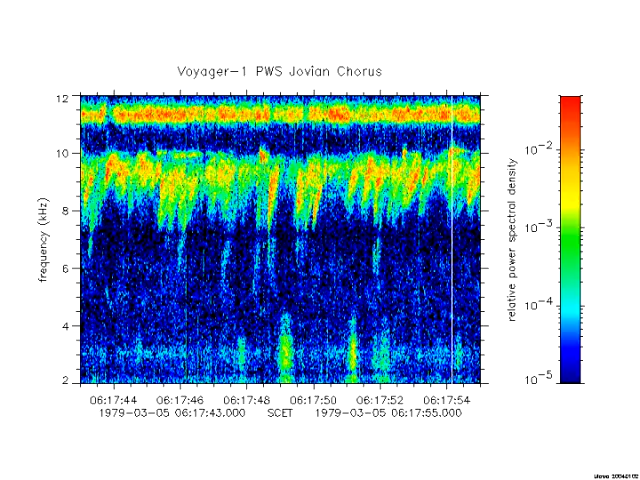 Voyager-1 PWS Jovian Chorus
12
10
8
6
4
2
frequency (kHz)
06:17:44 06:17:46 06:17:48 06:17:50 06:17:52 06:17:54
1979-03-05 06:17:43.000 SCET 1979-03-05 06:17:55.000
10-2
10-3
10-4
10-5
relative power spectral density